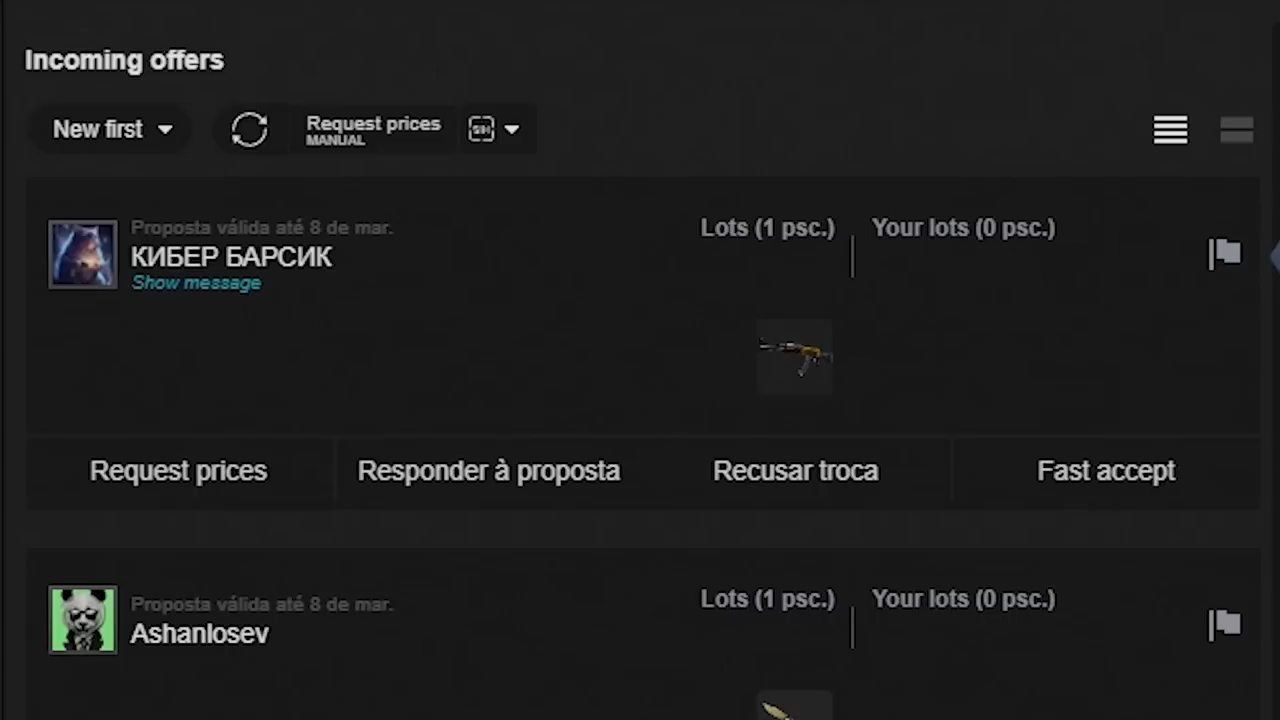 Incoming offers
New first
Request prices
MANUAL
SIH
Proposta válida até 8 de mar.
КИБЕР БАРСИК
Show message
Lots (1 psc.)
Your lots (0 psc.)
Request prices
Responder à proposta
Recusar troca
Fast accept
Proposta válida até 8 de mar.
Ashanlosev
Lots (1 psc.)
Your lots (0 psc.)